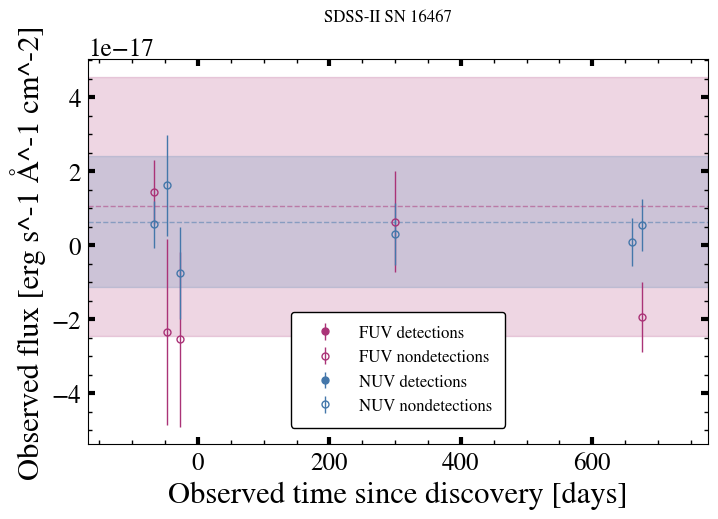 SDSS-II SN 16467
1e−17
Observed flux [erg s^-1 Å^-1 cm^-2]
4
2
0
−2
−4
FUV detections
FUV nondetections
NUV detections
NUV nondetections
0 200 400 600
Observed time since discovery [days]